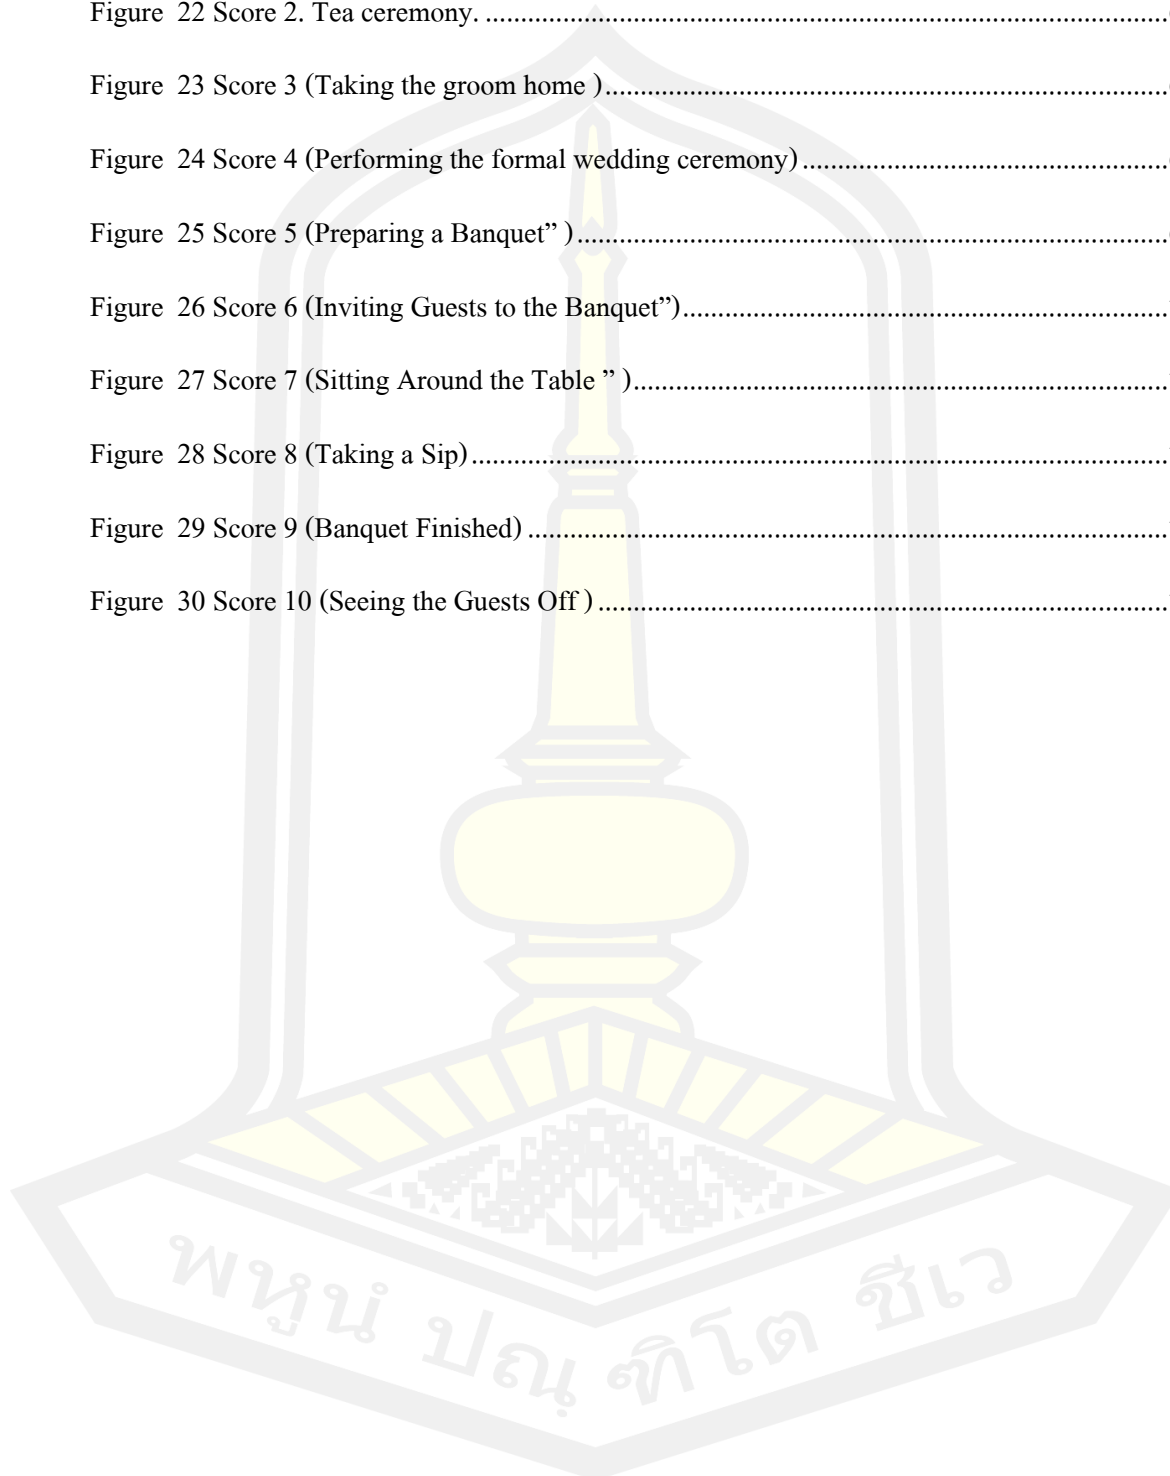 Figure 22 Score 2. Tea ceremony. ........................................................................................................
Figure 23 Score 3 (Taking the groom home )......................................................................................
Figure 24 Score 4 (Performing the formal wedding ceremony) .......................................................
Figure 25 Score 5 (Preparing a Banquet” ) ..........................................................................................
Figure 26 Score 6 (Inviting Guests to the Banquet”)..........................................................................
Figure 27 Score 7 (Sitting Around the Table ” )..................................................................................
Figure 28 Score 8 (Taking a Sip) ..........................................................................................................
Figure 29 Score 9 (Banquet Finished) ..................................................................................................
Figure 30 Score 10 (Seeing the Guests Off ) .......................................................................................
พหูนํ ปณฺฑิโต ชีเว